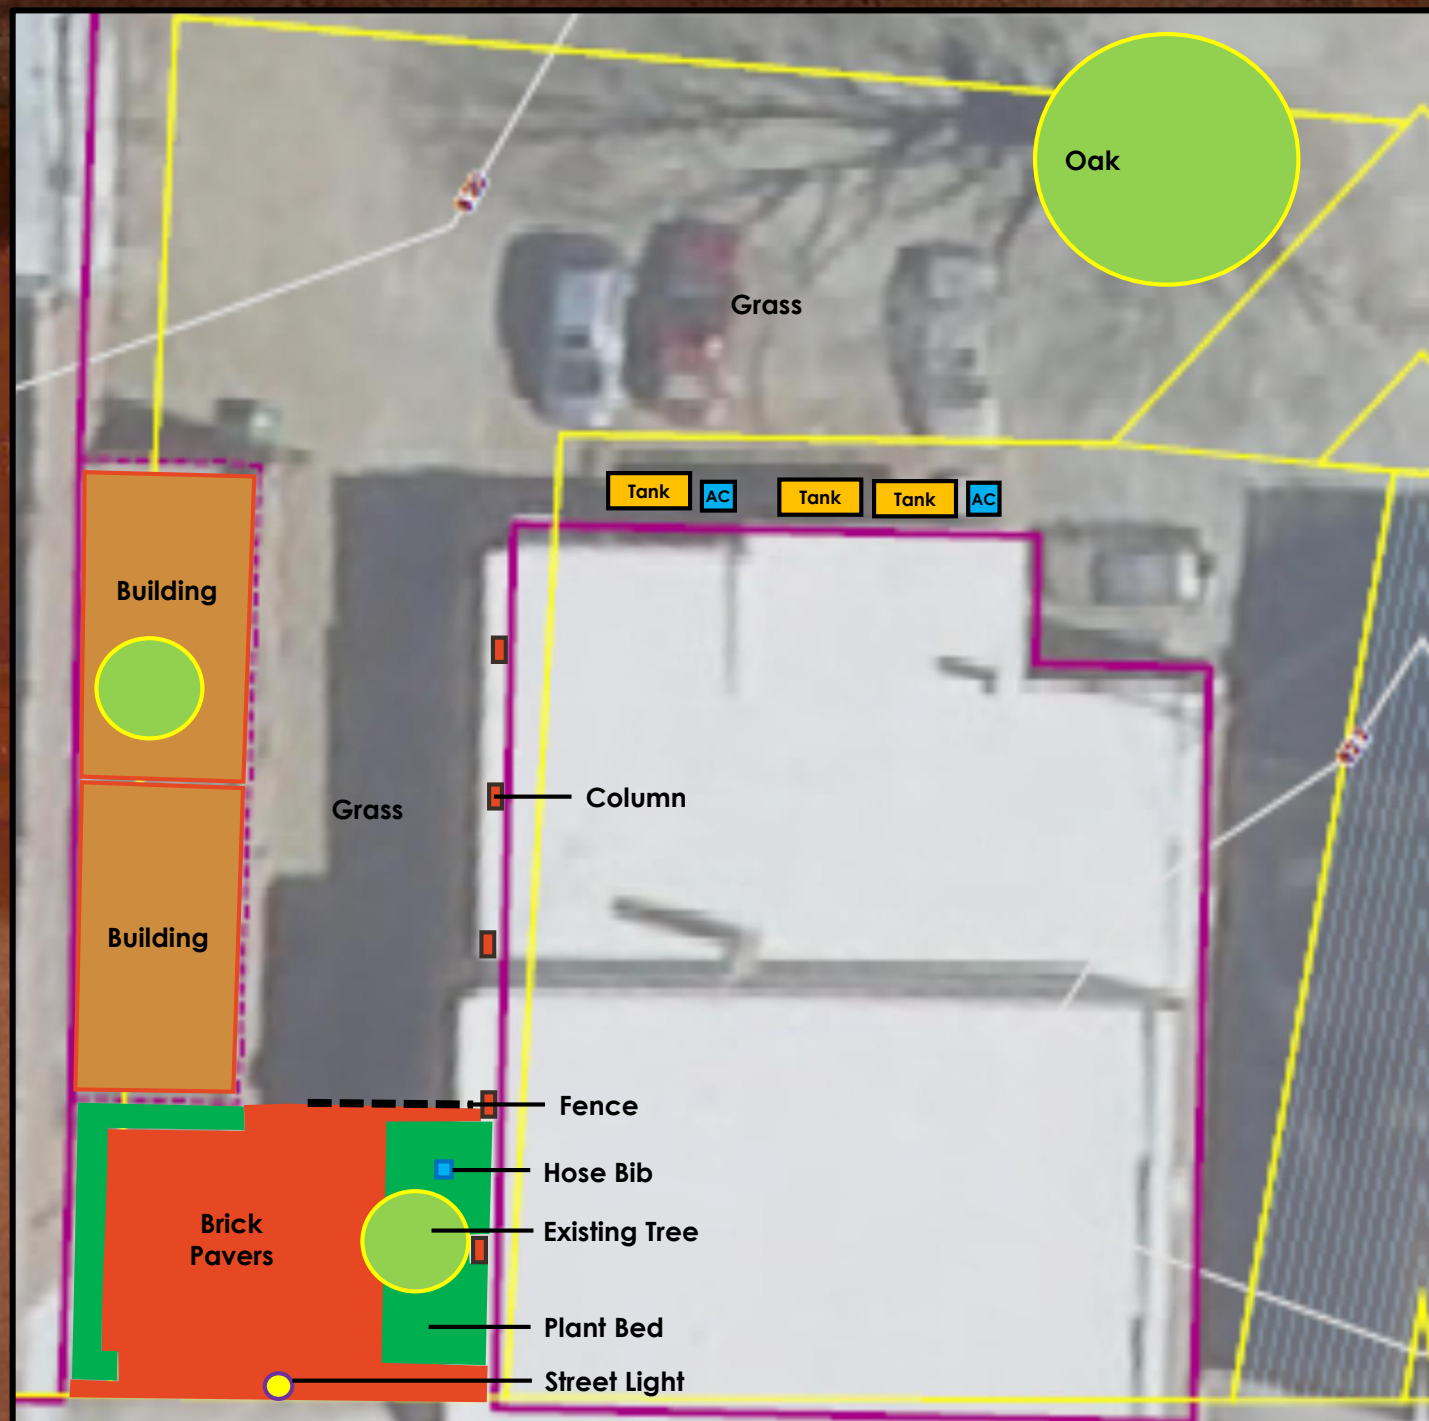 Oak
Grass
Tank
AC
Tank
Tank
AC
Building
Column
Grass
Building
Fence
Hose Bib
Brick
Pavers
Existing Tree
Plant Bed
Street Light